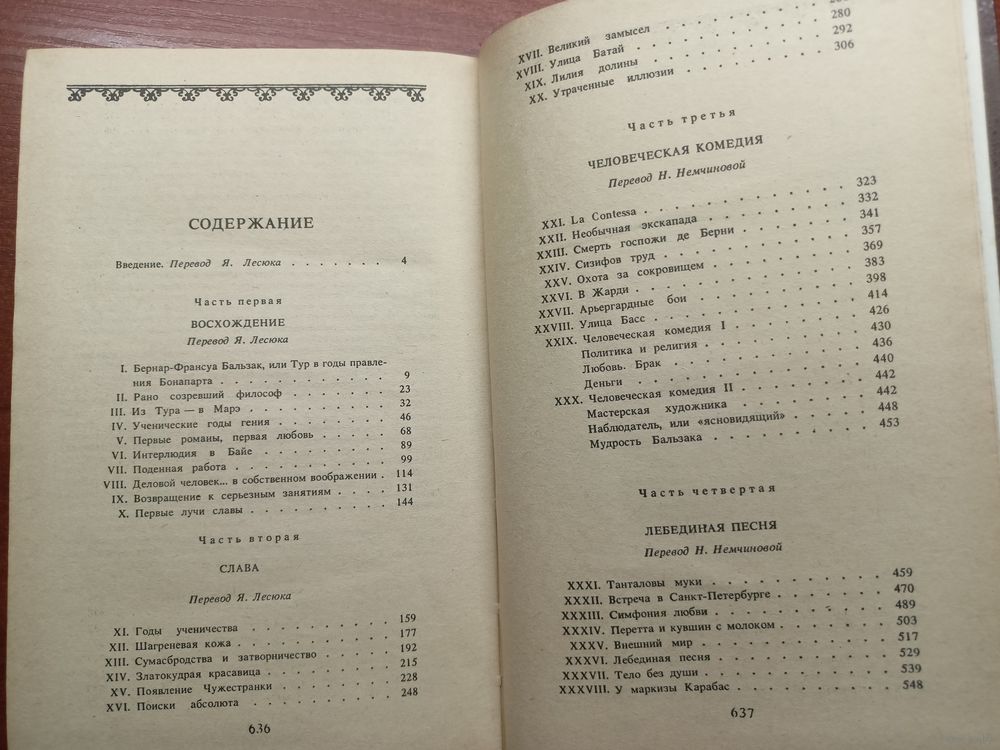 СОДЕРЖАНИЕ
Введение. Перевод Я. Лесюка . . . . . . . 4
Часть первая
ВОСХОЖДЕНИЕ
Перевод Я. Лесюка
I. Бернар-Франсуа Бальзак, или Тур в годы правле-
ния Бонапарта . . . . . . . . . 9
II. Рано созревший философ . . . . . . 23
III. Из Тура — в Марэ . . . . . . . . 32
IV. Ученические годы гения . . . . . . 46
V. Первые романы, первая любовь . . . . . 68
VI. Интерлюдия в Байе . . . . . . . . 89
VII. Поденная работа . . . . . . . . . 99
VIII. Деловой человек... в собственном воображении . 114
IX. Возвращение к серьезным занятиям . . . . 131
X. Первые лучи славы . . . . . . . . 144
Часть вторая
СЛАВА
Перевод Я. Лесюка
XI. Годы ученичества . . . . . . . . 159
XII. Шагреневая кожа . . . . . . . . 177
XIII. Сумасбродства и затворничество . . . . 192
XIV. Златокудрая красавица . . . . . . . 215
XV. Появление Чужестранки . . . . . . . 228
XVI. Поиски абсолюта . . . . . . . . 248
636
XVII. Великий замысел . . . . . . . .
XVIII. Улица Батай . . . . . . . . . 280
XIX. Лилия долины . . . . . . . . . 292
XX. Утраченные иллюзии . . . . . . . 306
Часть третья
ЧЕЛОВЕЧЕСКАЯ КОМЕДИЯ
Перевод Н. Немчиновой
XXI. La Contessa . . . . . . . . . . 323
XXII. Необычная экскапада . . . . . . . 332
XXIII. Смерть госпожи де Берни . . . . . . 341
XXIV. Сизифов труд . . . . . . . . . 357
XXV. Охота за сокровищем . . . . . . . 369
XXVI. В Жарди . . . . . . . . . . 383
XXVII. Арьергардные бои . . . . . . . . 398
XXVIII. Улица Басс . . . . . . . . . 414
XXIX. Человеческая комедия I . . . . . . 426
Политика и религия . . . . . . . . 430
Любовь. Брак . . . . . . . . . . 436
Деньги . . . . . . . . . . . . 440
XXX. Человеческая комедия II . . . . . . 442
Мастерская художника . . . . . . . 442
Наблюдатель, или «ясновидящий» . . . . 448
Мудрость Бальзака . . . . . . . . 453
Часть четвертая
ЛЕБЕДИНАЯ ПЕСНЯ
Перевод Н. Немчиновой
XXXI. Танталовы муки . . . . . . . . 459
XXXII. Встреча в Санкт-Петербурге . . . . . 470
XXXIII. Симфония любви . . . . . . . . 489
XXXIV. Перетта и кувшин с молоком . . . . . 503
XXXV. Внешний мир . . . . . . . . . 517
XXXVI. Лебединая песня . . . . . . . . 529
XXXVII. Тело без души . . . . . . . . . 539
XXXVIII. У маркизы Карабас . . . . . . . 548
637